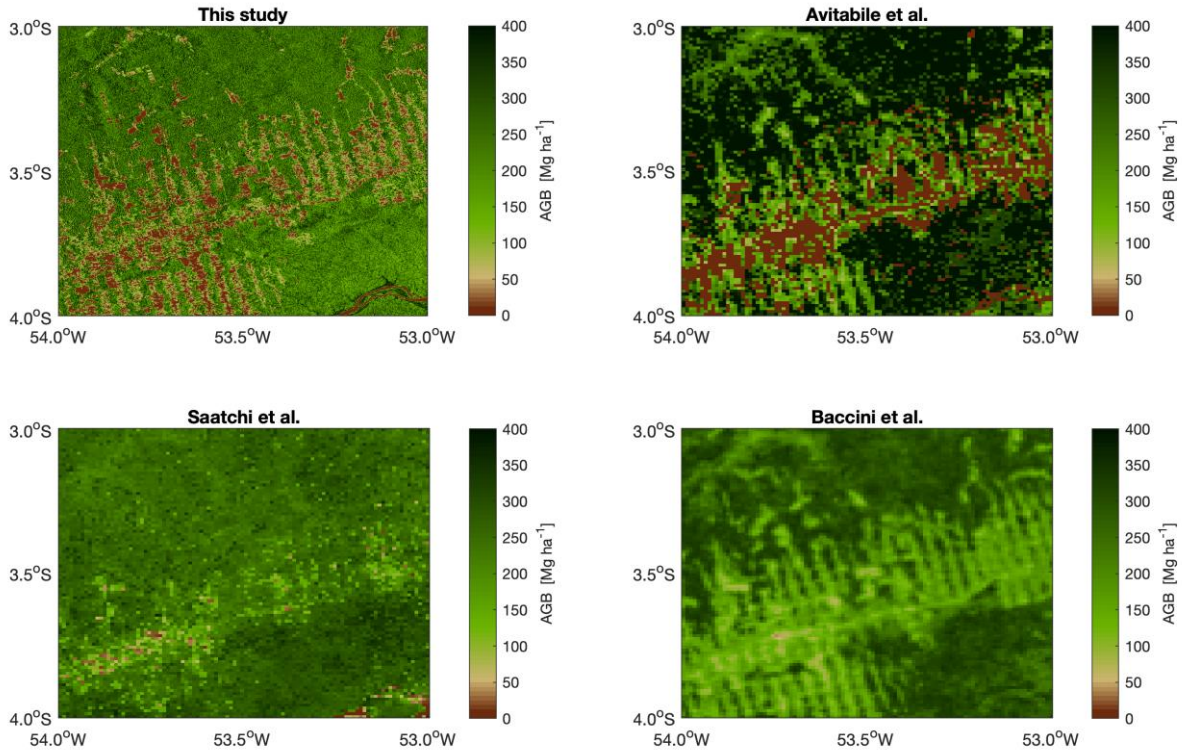 This study
3.0°S
3.5°S
4.0°S
54.0°W 53.5°W 53.0°W
400
350
300
250
200
150
100
50
0
AGB [Mg ha⁻¹]
Avitabile et al.
3.0°S
3.5°S
4.0°S
54.0°W 53.5°W 53.0°W
400
350
300
250
200
150
100
50
0
AGB [Mg ha⁻¹]
Saatchi et al.
3.0°S
3.5°S
4.0°S
54.0°W 53.5°W 53.0°W
400
350
300
250
200
150
100
50
0
AGB [Mg ha⁻¹]
Baccini et al.
3.0°S
3.5°S
4.0°S
54.0°W 53.5°W 53.0°W
400
350
300
250
200
150
100
50
0
AGB [Mg ha⁻¹]